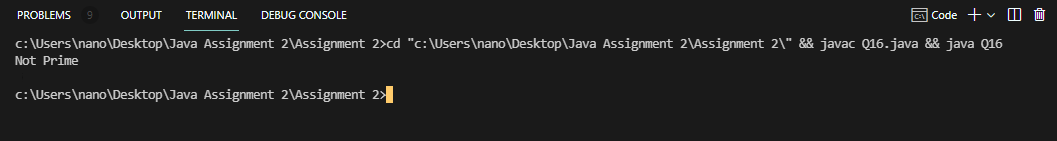 PROBLEMS 9 OUTPUT TERMINAL DEBUG CONSOLE Code
c:\Users\nano\Desktop\Java Assignment 2\Assignment 2>cd "c:\Users\nano\Desktop\Java Assignment 2\Assignment 2\" && javac Q16.java && java Q16
Not Prime
c:\Users\nano\Desktop\Java Assignment 2\Assignment 2>